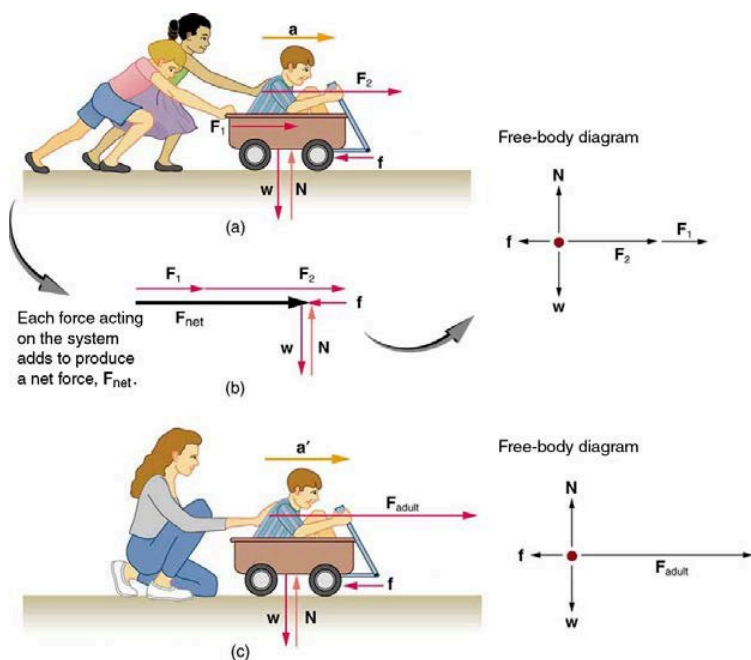 a
F₂
F₁
f
w
N
(a)
Free-body diagram
N
f
F₂
F₁
w
F₁
F₂
Fnet
f
w
N
(b)
Each force acting
on the system
adds to produce
a net force, Fnet.
a′
Fadult
f
w
N
(c)
Free-body diagram
N
f
Fadult
w